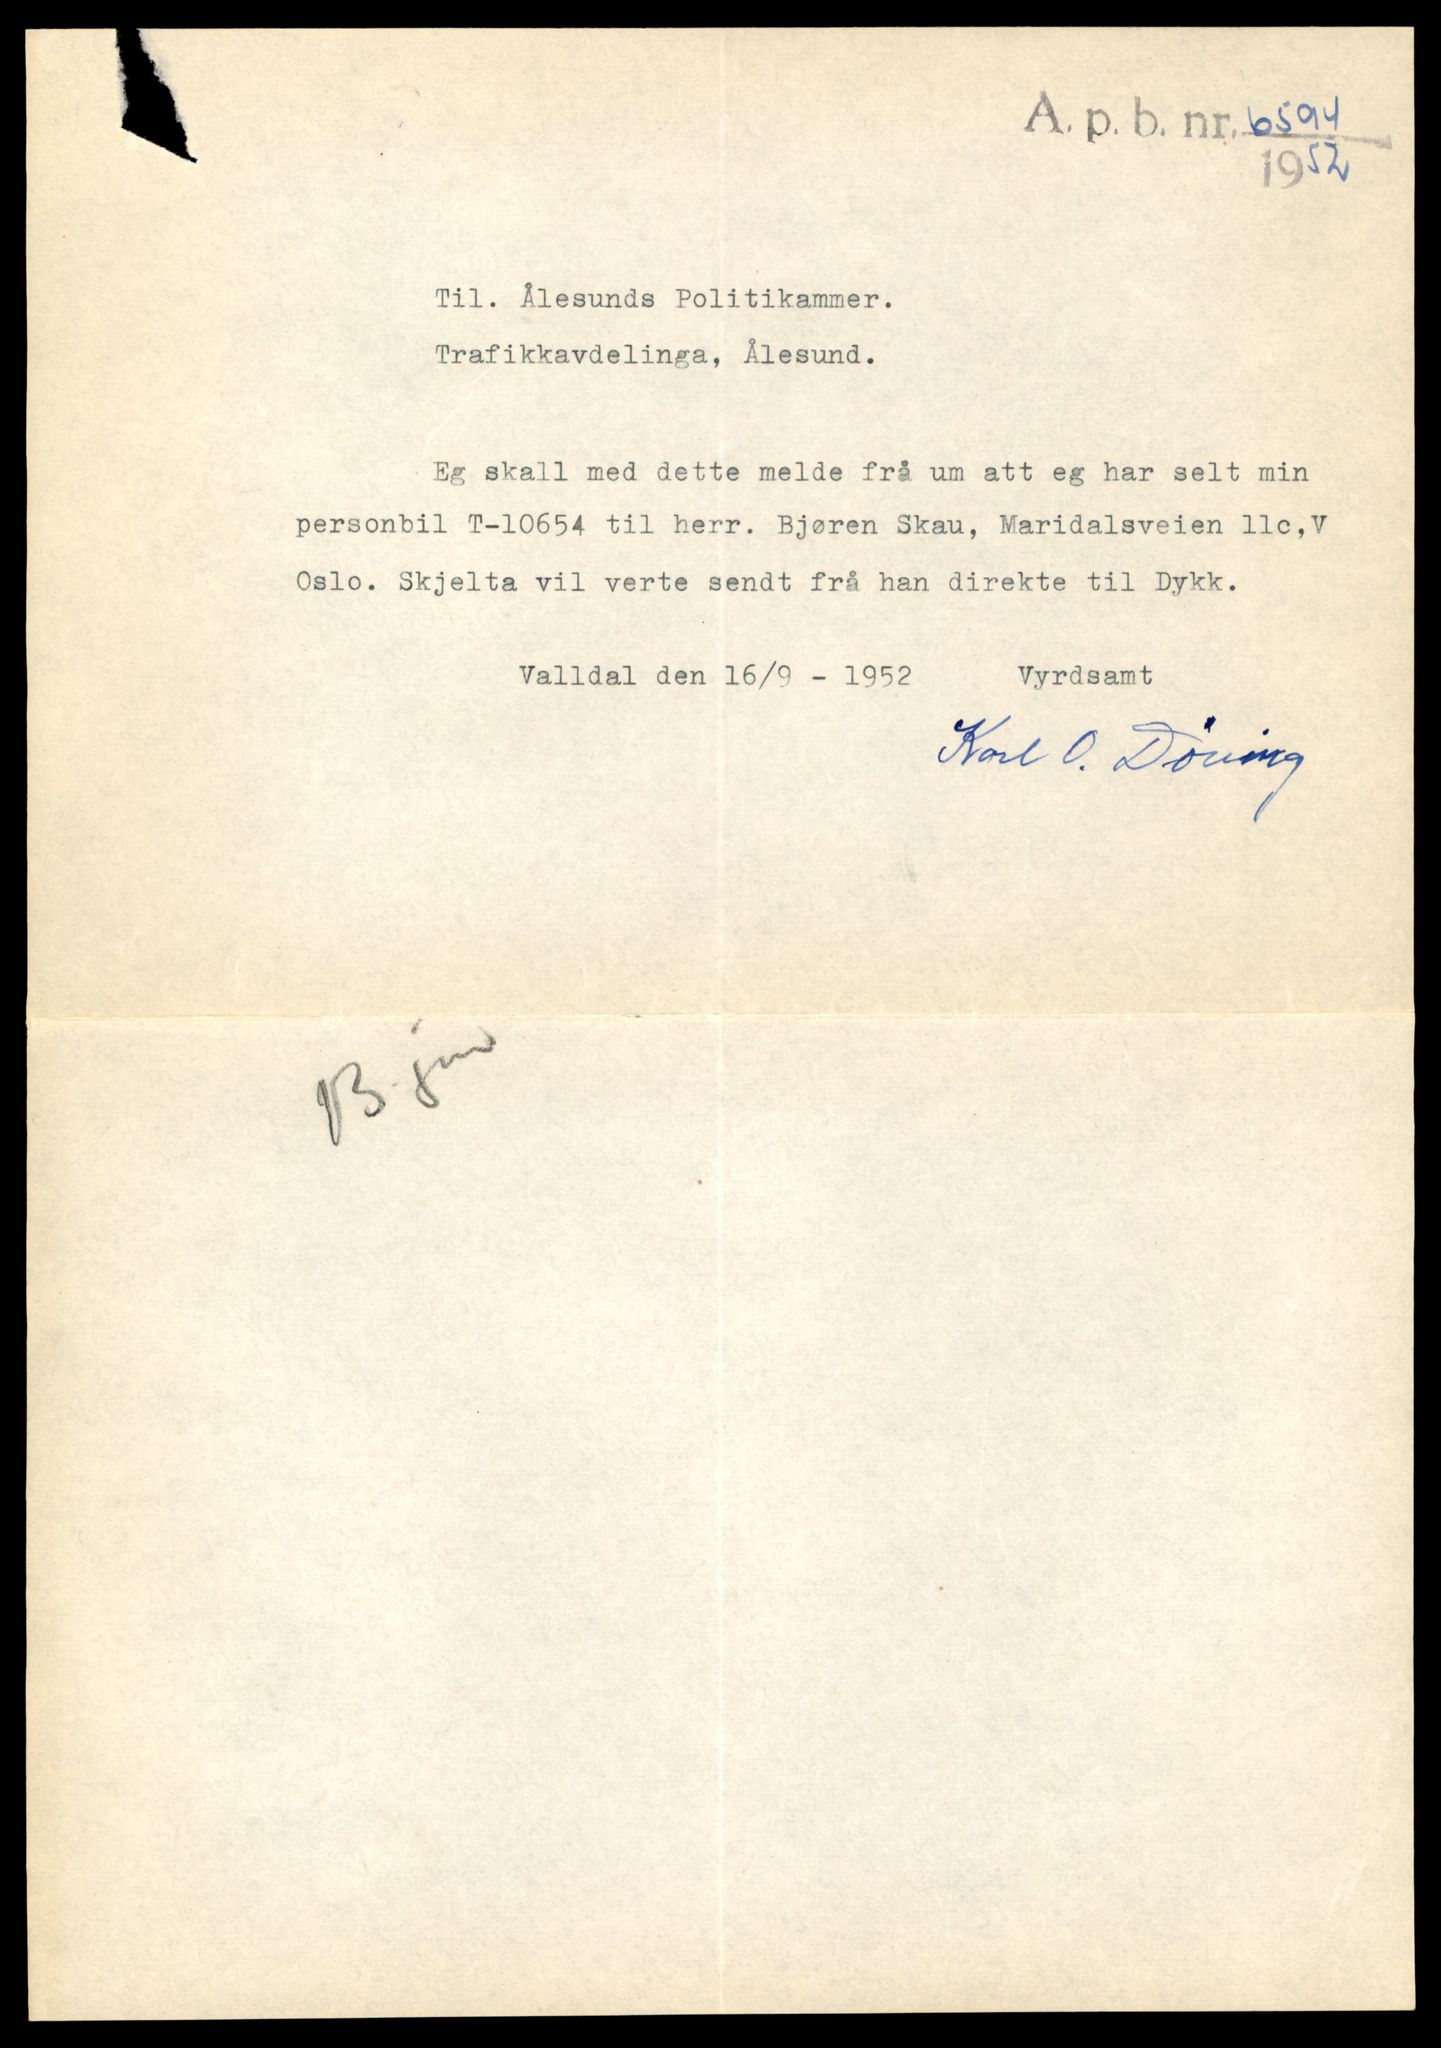 A. p. b. nr. 6594
1952
Til. Ålesunds Politikammer.
Trafikkavdelinga, Ålesund.
Eg skall med dette melde frå um att eg har selt min
personbil T-10654 til herr. Bjøren Skau, Maridalsveien llc,V
Oslo. Skjelta vil verte sendt frå han direkte til Dykk.
Valldal den 16/9 - 1952 Vyrdsamt
Karl O. Döving